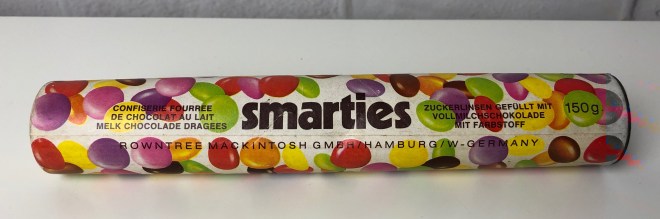 CONFISERIE FOURRÉE
DE CHOCOLAT AU LAIT
MELK CHOCOLADE DRAGEES
smarties
ZUCKERLINSEN GEFÜLLT MIT
VOLLMILCHSCHOKOLADE
MIT FARBSTOFF
150g
ROWNTREE MACKINTOSH GMBH/HAMBURG/W-GERMANY